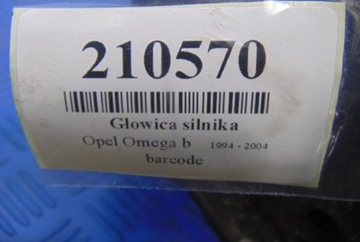 210570
Głowica silnika
Opel Omega b 1994 - 2004
barcode